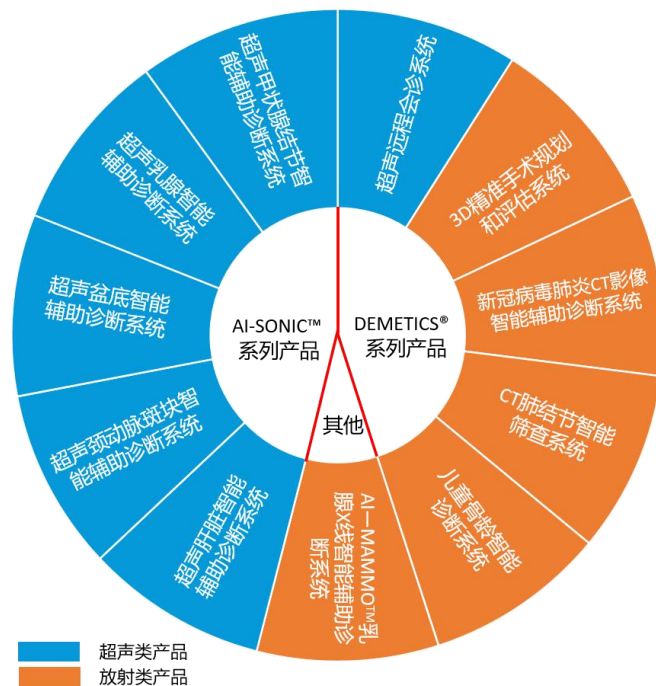 超声远程会诊系统
3D精准手术规划
和评估系统
新冠病毒肺炎CT影像
智能辅助诊断系统
CT肺结节智能
筛查系统
儿童骨龄智能
诊断系统
AI—MAMMO™乳
腺X线智能辅助诊
断系统
超声肝脏智能
辅助诊断系统
超声颈动脉斑块智
能辅助诊断系统
超声盆底智能
辅助诊断系统
超声乳腺智能
辅助诊断系统
超声甲状腺结节智
能辅助诊断系统
AI-SONIC™
系列产品
DEMETICS®
系列产品
其他
超声类产品
放射类产品